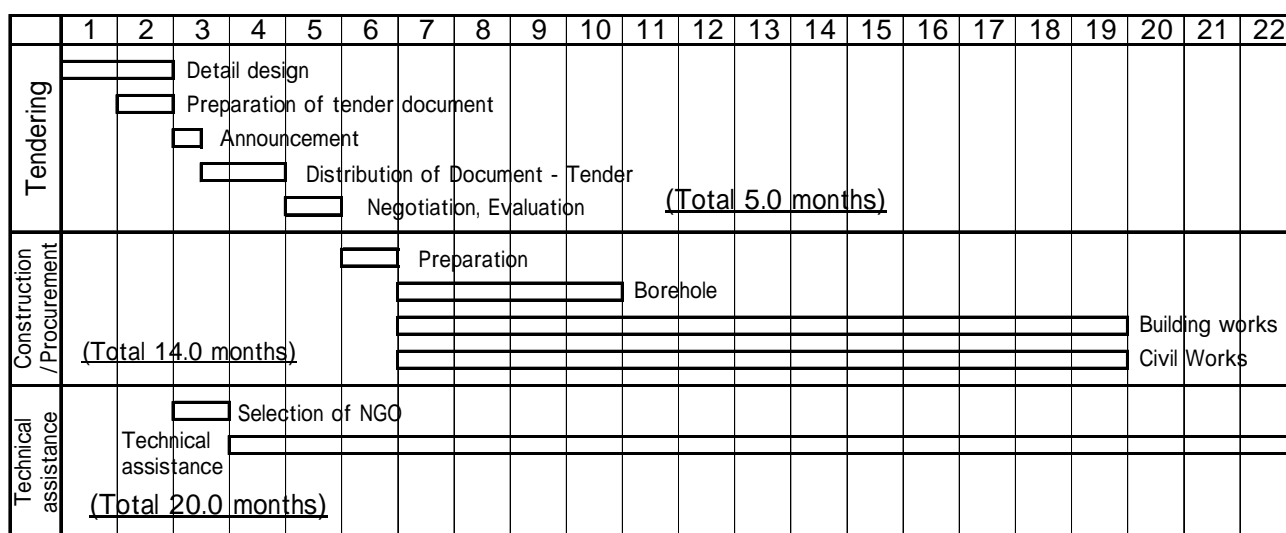 1 2 3 4 5 6 7 8 9 10 11 12 13 14 15 16 17 18 19 20 21 22
Tendering
Detail design
Preparation of tender document
Announcement
Distribution of Document - Tender
Negotiation, Evaluation
(Total 5.0 months)
Construction
/Procurement
Preparation
Borehole
Building works
(Total 14.0 months)
Civil Works
Technical
assistance
Selection of NGO
Technical
assistance
(Total 20.0 months)